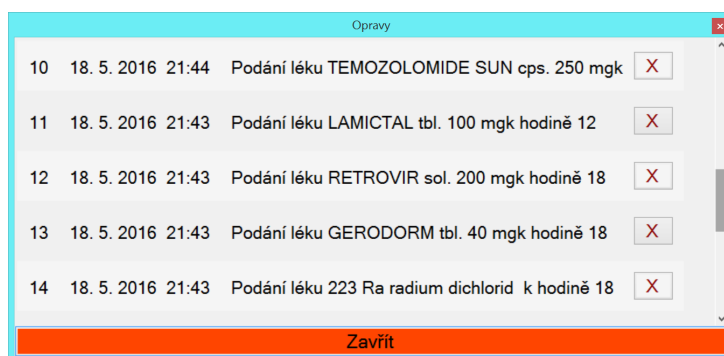 Opravy
x
10 18. 5. 2016 21:44 Podání léku TEMOZOLOMIDE SUN cps. 250 mgk X
11 18. 5. 2016 21:43 Podání léku LAMICTAL tbl. 100 mgk hodině 12 X
12 18. 5. 2016 21:43 Podání léku RETROVIR sol. 200 mgk hodině 18 X
13 18. 5. 2016 21:43 Podání léku GERODORM tbl. 40 mgk hodině 18 X
14 18. 5. 2016 21:43 Podání léku 223 Ra radium dichlorid k hodině 18 X
Zavřít